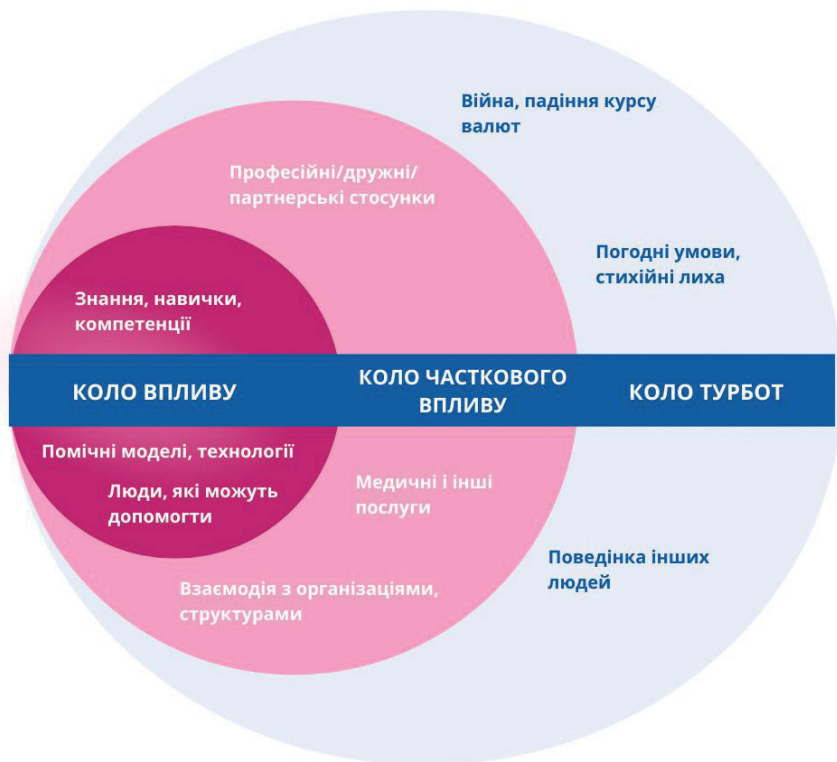 Війна, падіння курсу
валют
Професійні/дружні/
партнерські стосунки
Погодні умови,
стихійні лиха
Знання, навички,
компетенції
КОЛО ВПЛИВУ
КОЛО ЧАСТКОВОГО
ВПЛИВУ
КОЛО ТУРБОТ
Помічні моделі, технології
Люди, які можуть
допомогти
Медичні і інші
послуги
Поведінка інших
людей
Взаємодія з організаціями,
структурами